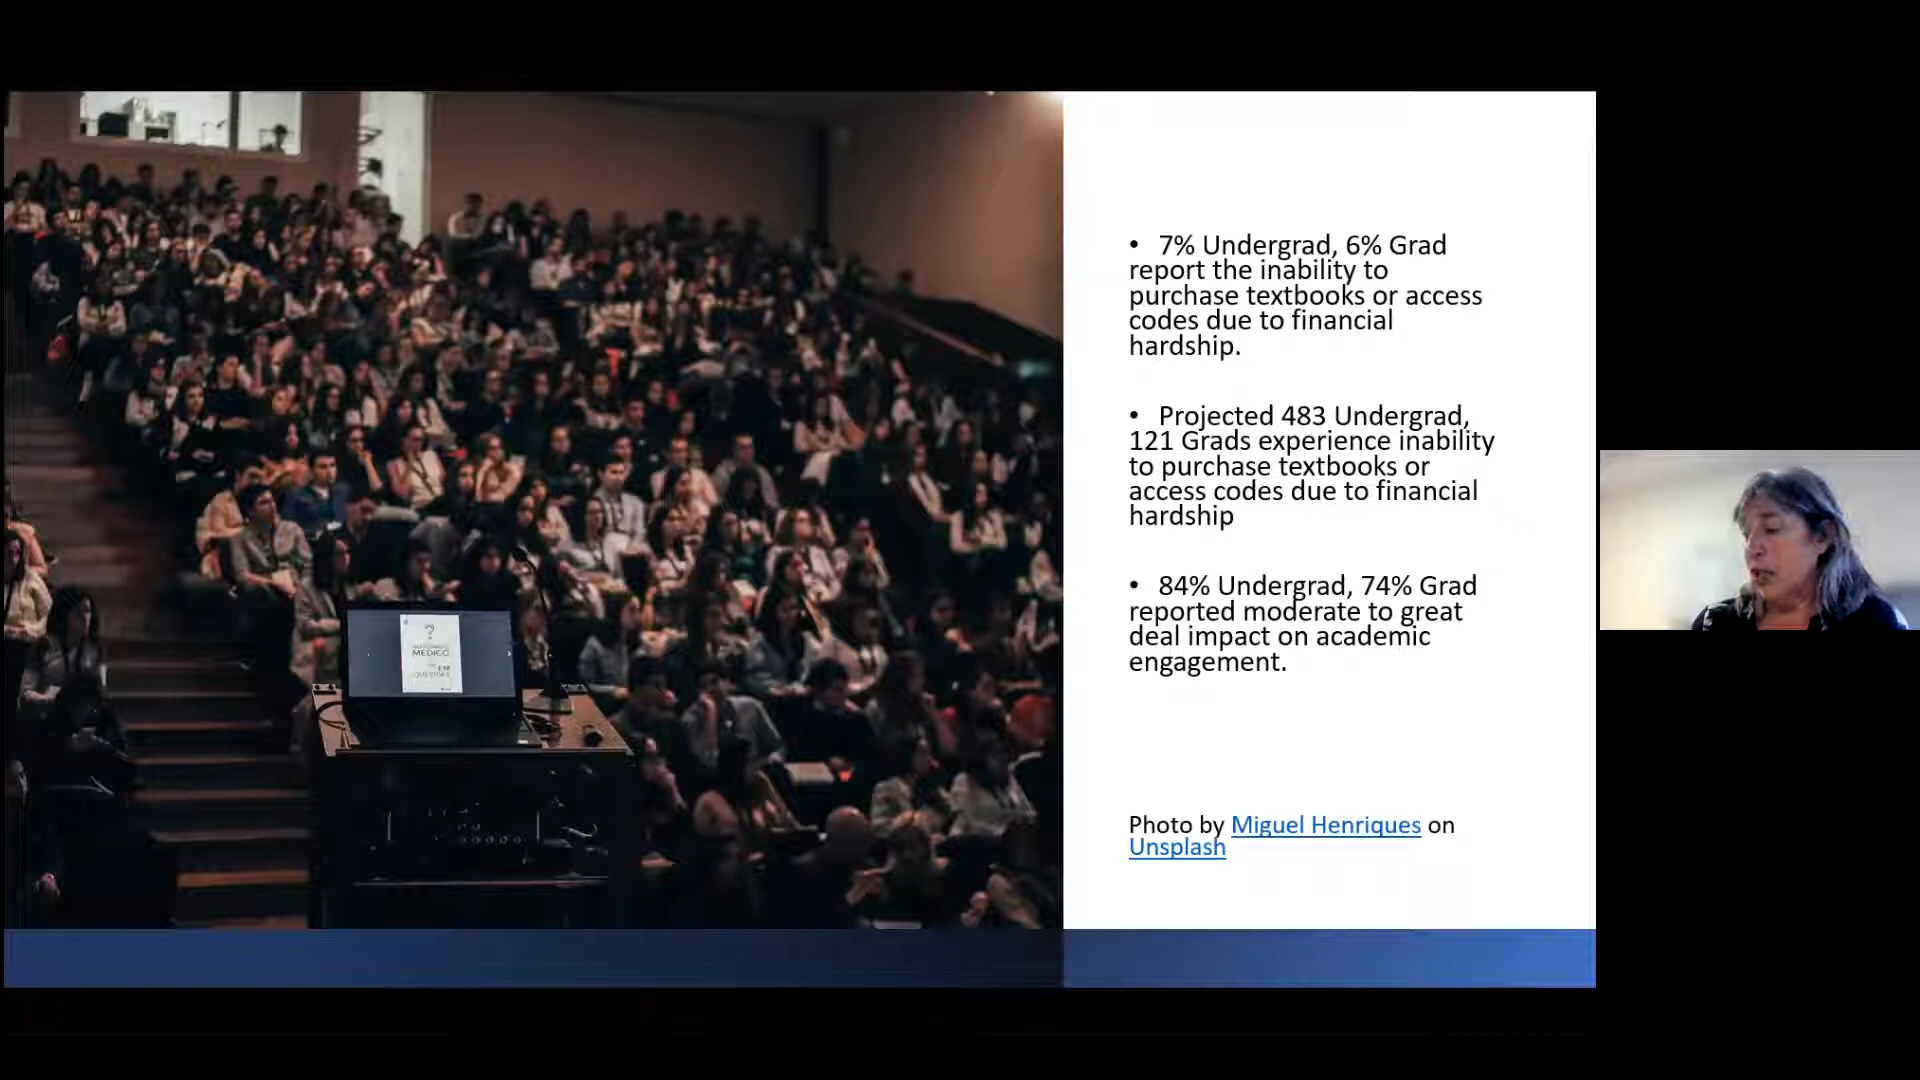 • 7% Undergrad, 6% Grad
report the inability to
purchase textbooks or access
codes due to financial
hardship.
• Projected 483 Undergrad,
121 Grads experience inability
to purchase textbooks or
access codes due to financial
hardship
• 84% Undergrad, 74% Grad
reported moderate to great
deal impact on academic
engagement.
Photo by Miguel Henriques on
Unsplash
?
MEDICO
EM